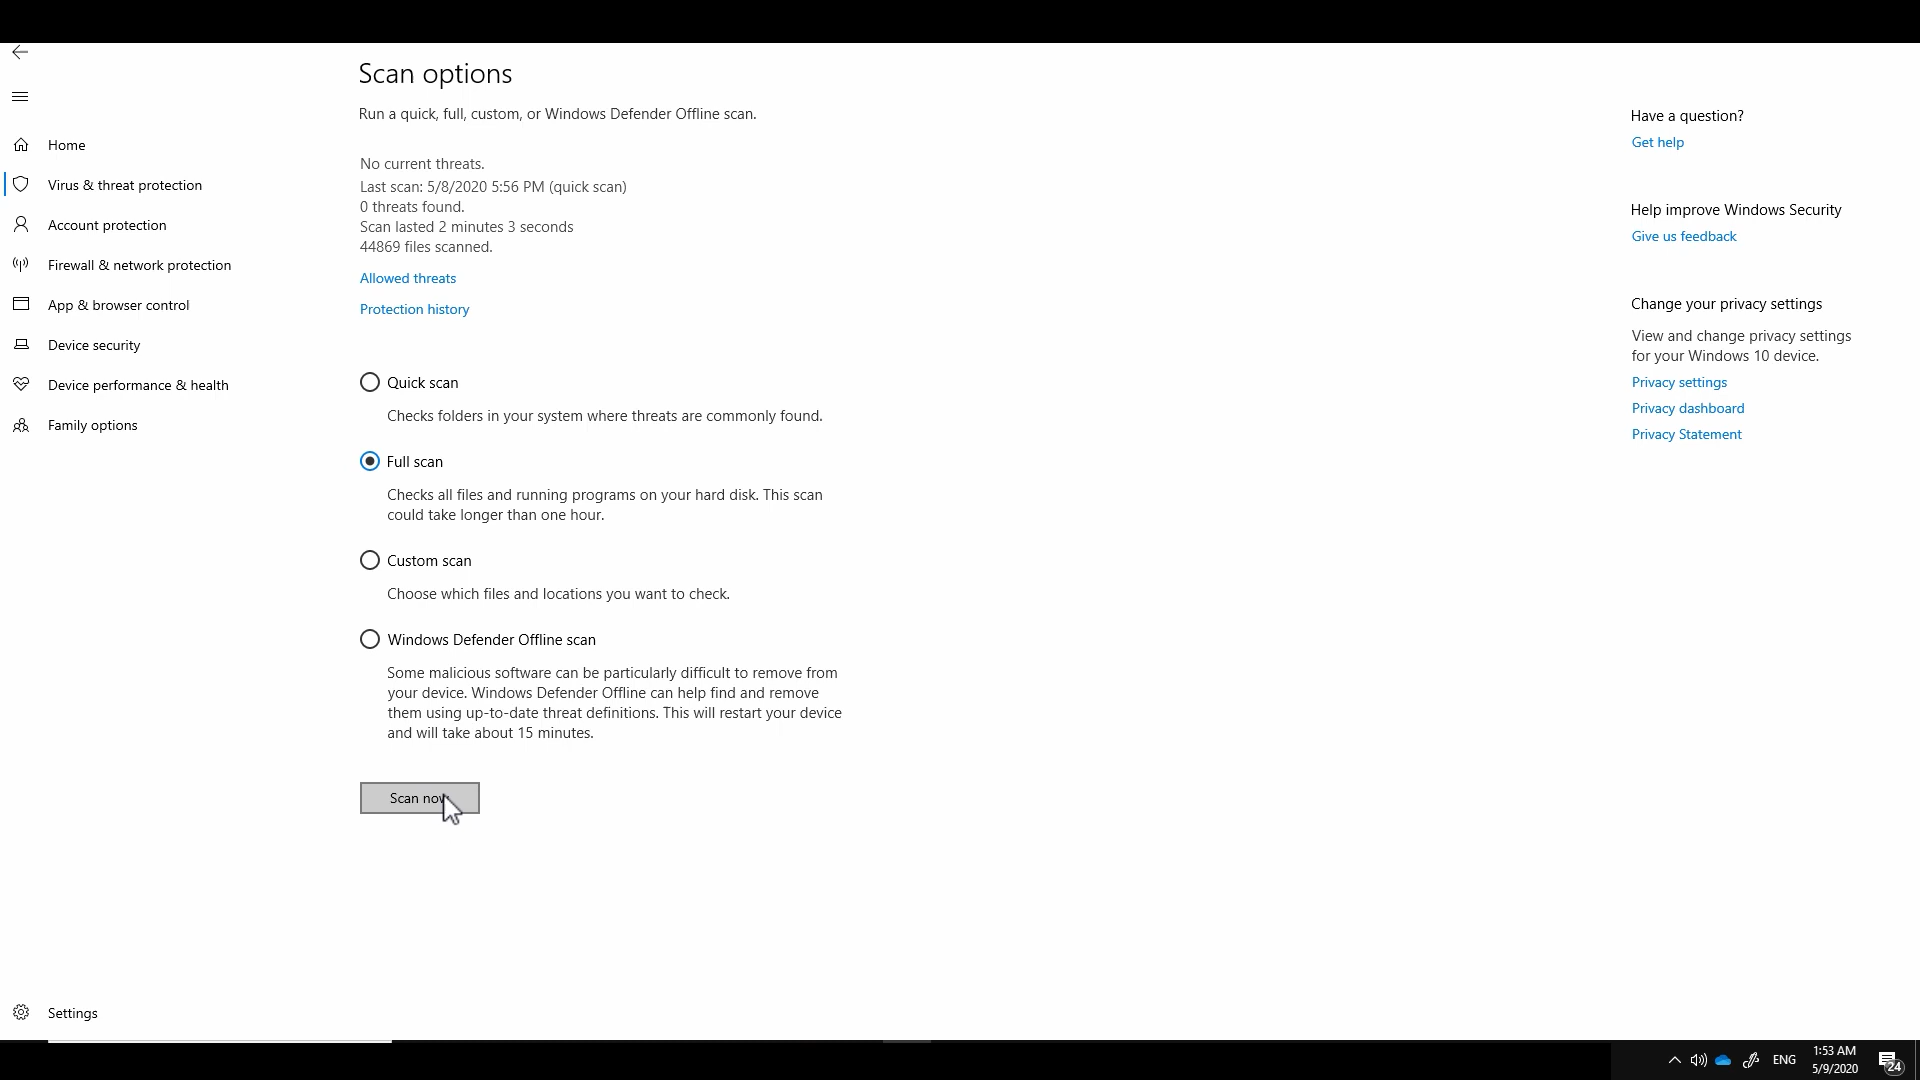 Scan options
Run a quick, full, custom, or Windows Defender Offline scan.
No current threats.
Last scan: 5/8/2020 5:56 PM (quick scan)
0 threats found.
Scan lasted 2 minutes 3 seconds
44869 files scanned.
Allowed threats
Protection history
Quick scan
Checks folders in your system where threats are commonly found.
Full scan
Checks all files and running programs on your hard disk. This scan
could take longer than one hour.
Custom scan
Choose which files and locations you want to check.
Windows Defender Offline scan
Some malicious software can be particularly difficult to remove from
your device. Windows Defender Offline can help find and remove
them using up-to-date threat definitions. This will restart your device
and will take about 15 minutes.
Scan now
Home
Virus & threat protection
Account protection
Firewall & network protection
App & browser control
Device security
Device performance & health
Family options
Settings
Have a question?
Get help
Help improve Windows Security
Give us feedback
Change your privacy settings
View and change privacy settings
for your Windows 10 device.
Privacy settings
Privacy dashboard
Privacy Statement
ENG
1:53 AM
5/9/2020
24